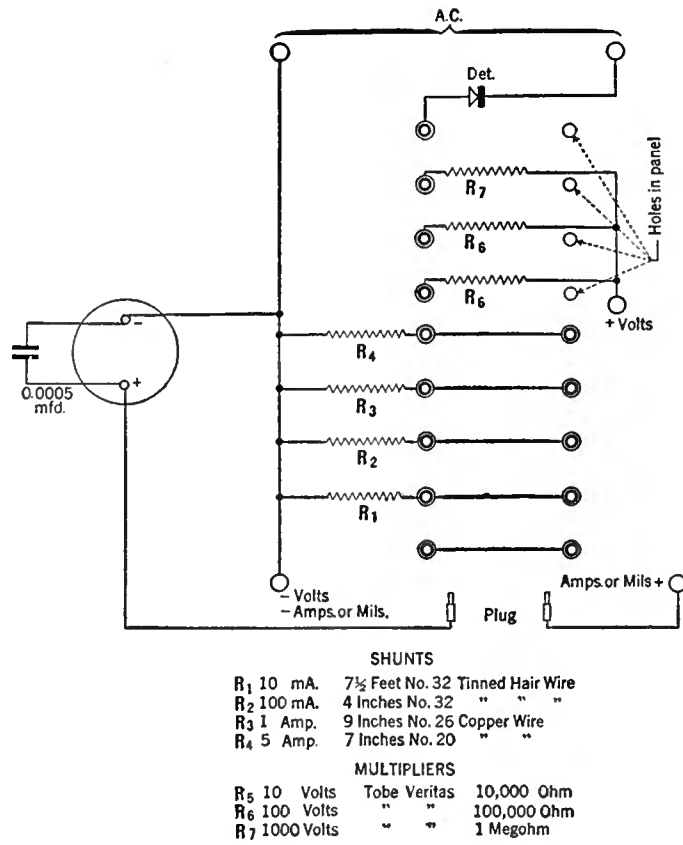 A.C.
Det.
R7
R6
R6
Holes in panel
+ Volts
−
+
0.0005
mfd.
R4
R3
R2
R1
− Volts
− Amps. or Mils.
Plug
Amps. or Mils +
SHUNTS
R1 10 mA. 7½ Feet No. 32 Tinned Hair Wire
R2 100 mA. 4 Inches No. 32 " " "
R3 1 Amp. 9 Inches No. 26 Copper Wire
R4 5 Amp. 7 Inches No. 20 " "
MULTIPLIERS
R5 10 Volts Tobe Veritas 10,000 Ohm
R6 100 Volts " " 100,000 Ohm
R7 1000 Volts " " 1 Megohm